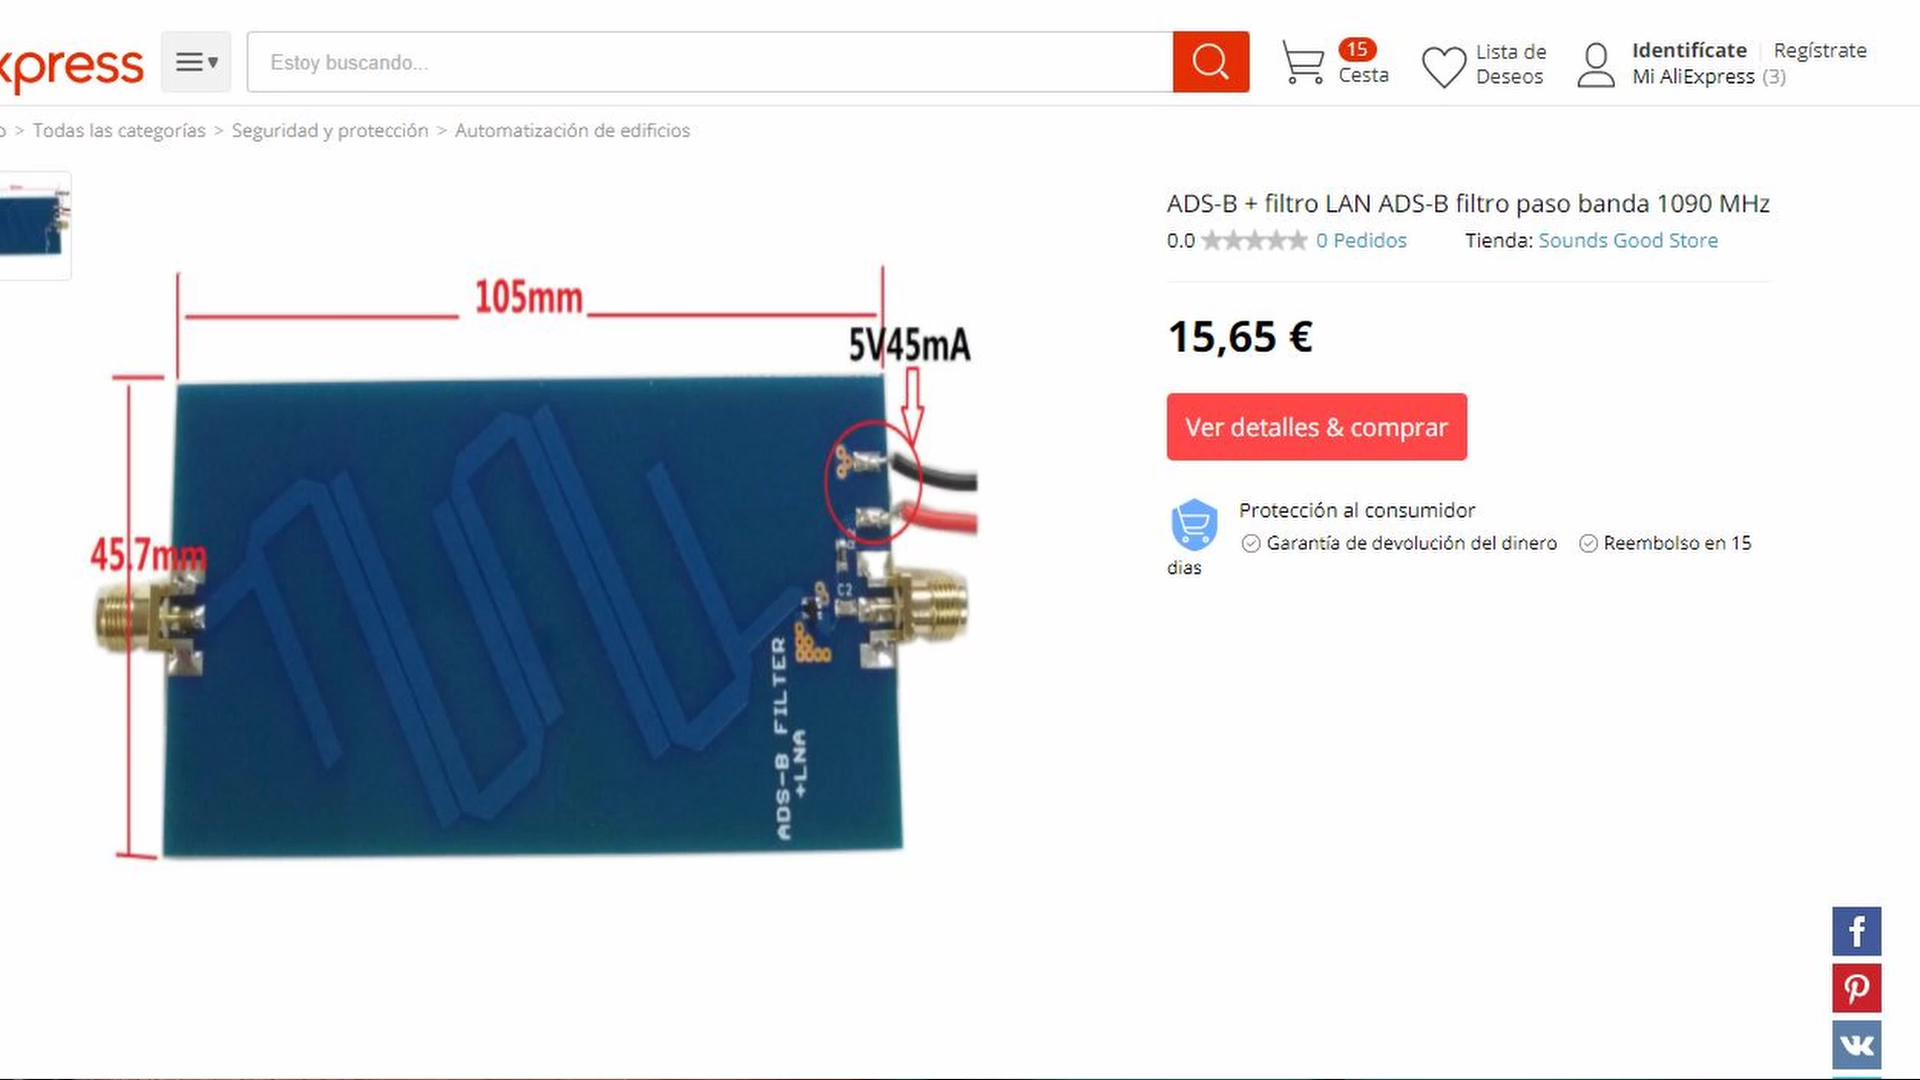 xpress
Estoy buscando...
15
Cesta
Lista de
Deseos
Identifícate | Regístrate
Mi AliExpress (3)
> Todas las categorías > Seguridad y protección > Automatización de edificios
ADS-B + filtro LAN ADS-B filtro paso banda 1090 MHz
0.0 0 Pedidos Tienda: Sounds Good Store
15,65 €
Ver detalles & comprar
Protección al consumidor
Garantía de devolución del dinero Reembolso en 15
dias
105mm
5V45mA
45.7mm
C2
ADS-B FILTER
+LNA